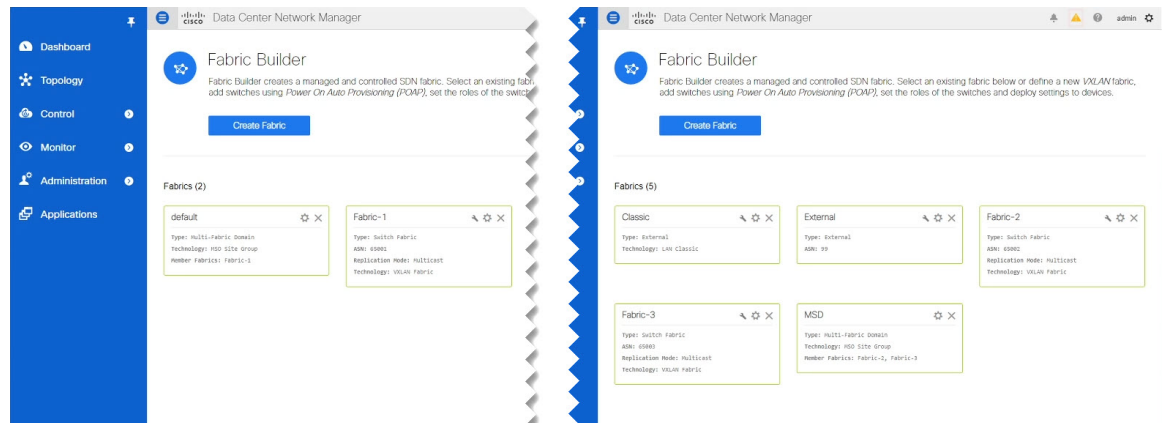 cisco Data Center Network Manager
Dashboard
Topology
Control
Monitor
Administration
Applications
Fabric Builder
Fabric Builder creates a managed and controlled SDN fabric. Select an existing fabr
add switches using Power On Auto Provisioning (POAP), set the roles of the switch
Create Fabric
Fabrics (2)
default
Type: Multi-Fabric Domain
Technology: MSO Site Group
Member Fabrics: Fabric-1
Fabric-1
Type: Switch Fabric
ASN: 65001
Replication Mode: Multicast
Technology: VXLAN Fabric
cisco Data Center Network Manager
admin
Fabric Builder
Fabric Builder creates a managed and controlled SDN fabric. Select an existing fabric below or define a new VXLAN fabric,
add switches using Power On Auto Provisioning (POAP), set the roles of the switches and deploy settings to devices.
Create Fabric
Fabrics (5)
Classic
Type: External
Technology: LAN Classic
External
Type: External
ASN: 99
Fabric-2
Type: Switch Fabric
ASN: 65002
Replication Mode: Multicast
Technology: VXLAN Fabric
Fabric-3
Type: Switch Fabric
ASN: 65003
Replication Mode: Multicast
Technology: VXLAN Fabric
MSD
Type: Multi-Fabric Domain
Technology: MSO Site Group
Member Fabrics: Fabric-2, Fabric-3